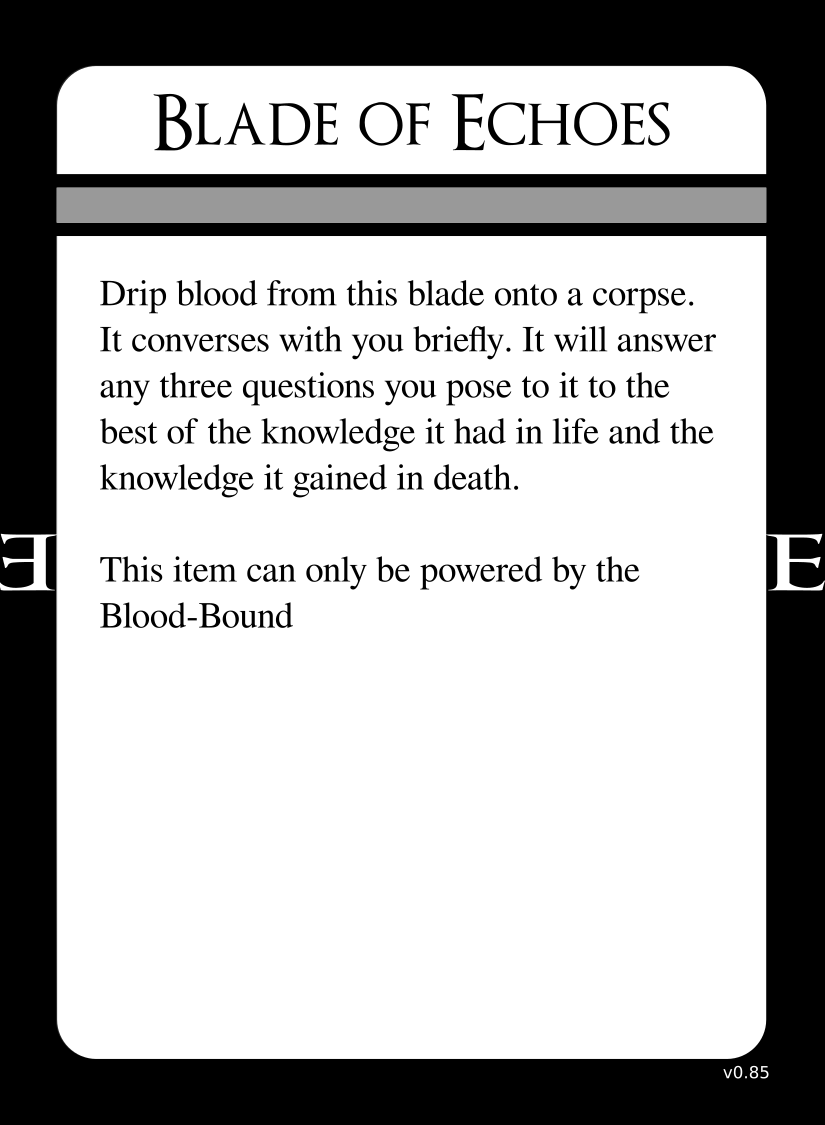 Blade of Echoes
Drip blood from this blade onto a corpse.
It converses with you briefly. It will answer
any three questions you pose to it to the
best of the knowledge it had in life and the
knowledge it gained in death.
E
E
This item can only be powered by the
Blood-Bound
v0.85